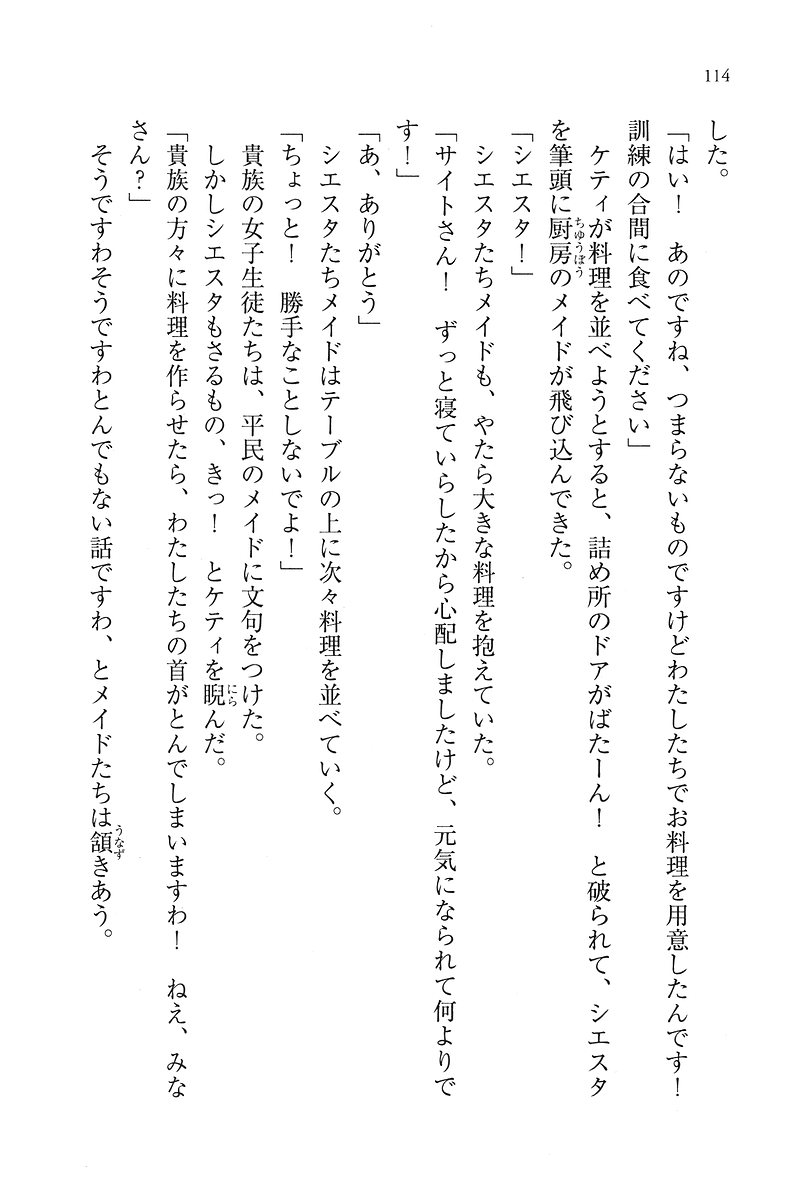 114
した。
「はい！　あのですね、つまらないものですけどわたしたちでお料理を用意したんです！
訓練の合間に食べてください」
　ケティが料理を並べようとすると、詰め所のドアがばたーん！　と破られて、シエスタ
を筆頭に厨房のメイドが飛び込んできた。
「シエスタ！」
　シエスタたちメイドも、やたら大きな料理を抱えていた。
「サイトさん！　ずっと寝ていらしたから心配しましたけど、元気になられて何よりで
す！」
「あ、ありがとう」
　シエスタたちメイドはテーブルの上に次々料理を並べていく。
「ちょっと！　勝手なことしないでよ！」
　貴族の女子生徒たちは、平民のメイドに文句をつけた。
　しかしシエスタもさるもの、きっ！　とケティを睨んだ。
「貴族の方々に料理を作らせたら、わたしたちの首がとんでしまいますわ！　ねえ、みな
さん？」
　そうですわそうですわとんでもない話ですわ、とメイドたちは頷きあう。